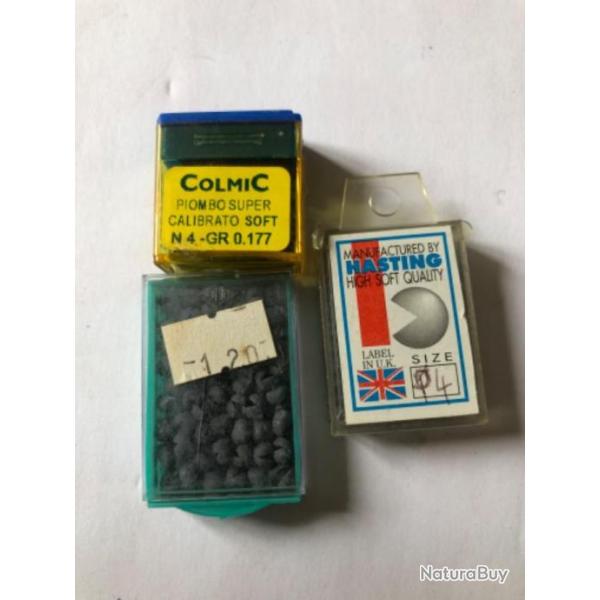 COLMIC
PIOMBO SUPER
CALIBRATO SOFT
N 4 - GR 0.177
1.20
MANUFACTURED BY
HASTING
HIGH SOFT QUALITY
LABEL
IN U.K.
SIZE
NaturaBuy